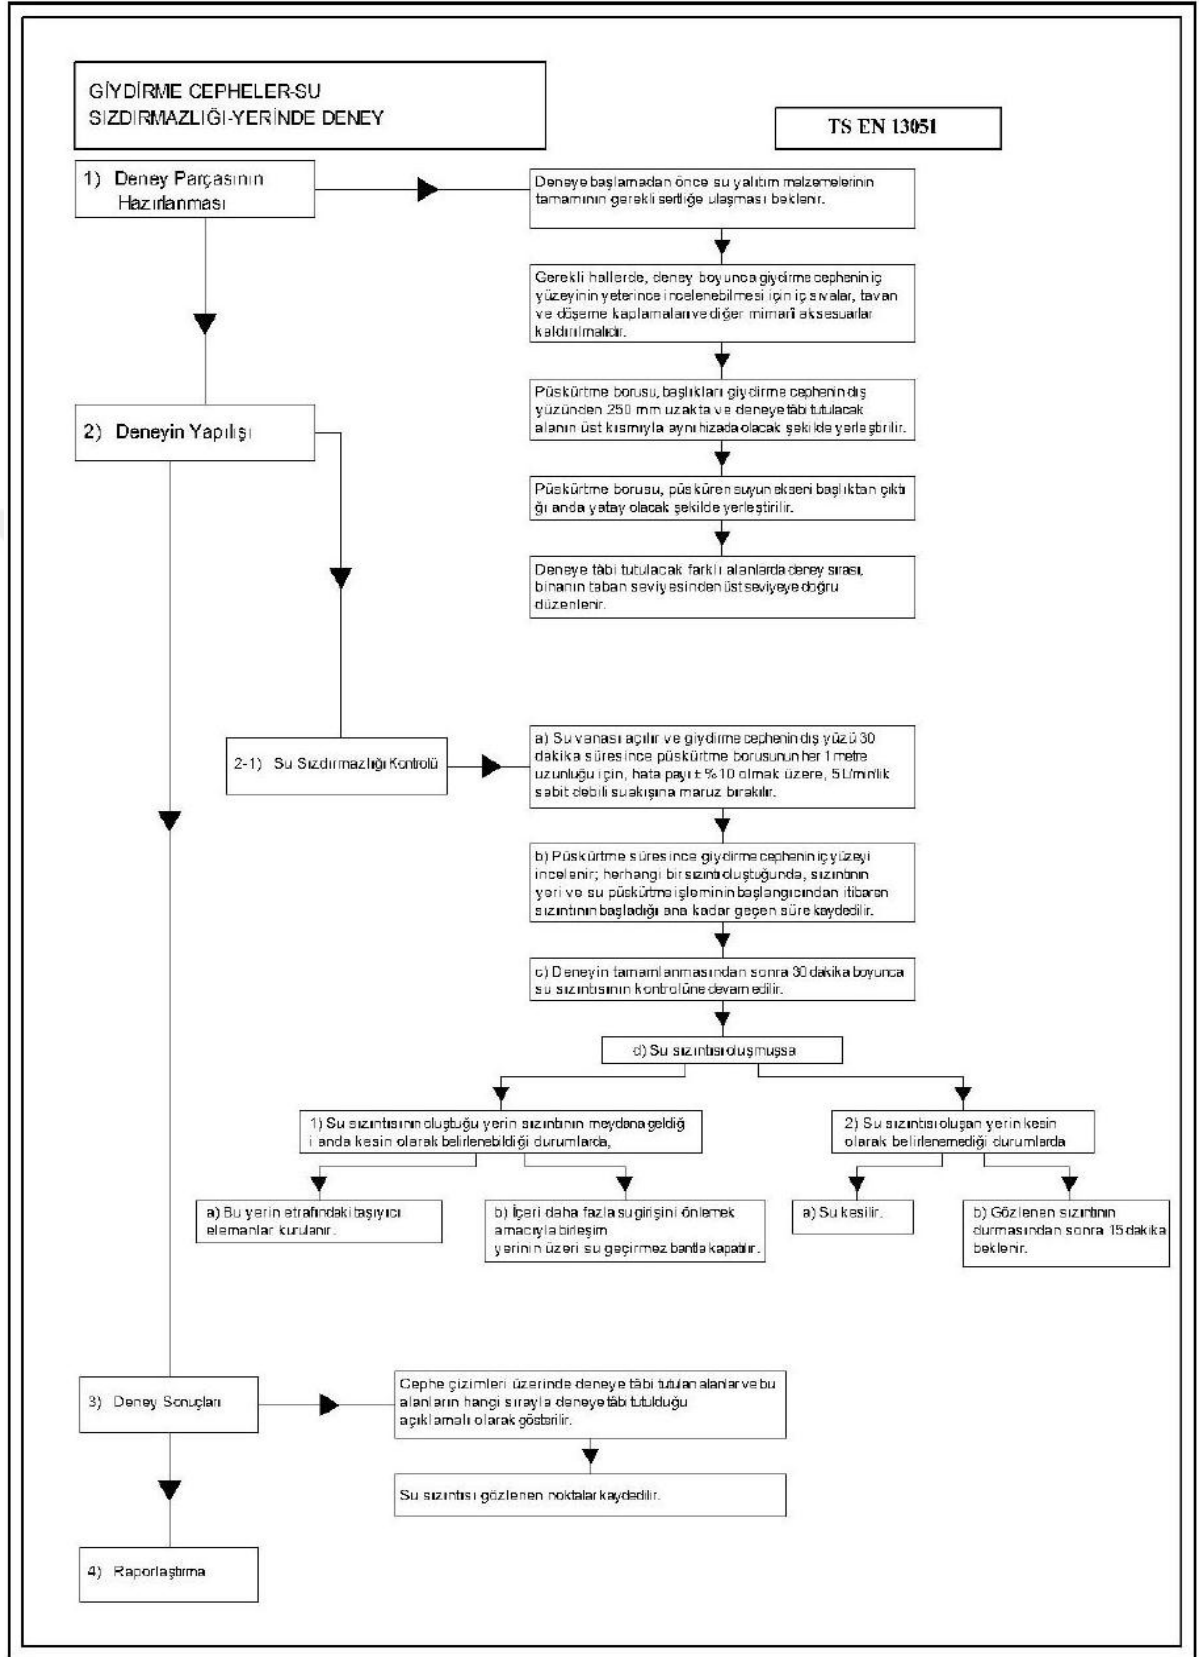 GİYDİRME CEPHELER-SU
SIZDIRMAZLIĞI-YERİNDE DENEY
TS EN 13051
1) Deney Parçasının
Hazırlanması
Deneye başlamadan önce su yalıtım malzemelerinin
tamamının gerekli sertliğe ulaşması beklenir.
Gerekli hallerde, deney boyunca giydirme cephenin iç
yüzeyinin yeterince incelenebilmesi için iç sıvalar, tavan
ve döşeme kaplamaları ve diğer mimarî aksesuarlar
kaldırılmalıdır.
Püskürtme borusu, başlıkları giydirme cephenin dış
yüzünden 250 mm uzakta ve deneye tâbi tutulacak
alanın üst kısmıyla aynı hizada olacak şekilde yerleştirilir.
2) Deneyin Yapılışı
Püskürtme borusu, püsküren suyun ekseni başlıktan çıktı
ğı anda yatay olacak şekilde yerleştirilir.
Deneye tâbi tutulacak farklı alanlarda deney sırası,
binanın taban seviyesinden üst seviyeye doğru
düzenlenir.
2-1) Su Sızdırmazlığı Kontrolü
a) Su vanası açılır ve giydirme cephenin dış yüzü 30
dakika süresince püskürtme borusunun her 1 metre
uzunluğu için, hata payı ± %10 olmak üzere, 5 L/min'lik
sabit debili su akışına maruz bırakılır.
b) Püskürtme süresince giydirme cephenin iç yüzeyi
incelenir; herhangi bir sızıntı oluştuğunda, sızıntının
yeri ve su püskürtme işleminin başlangıcından itibaren
sızıntının başladığı ana kadar geçen süre kaydedilir.
c) Deneyin tamamlanmasından sonra 30 dakika boyunca
su sızıntısının kontrolüne devam edilir.
d) Su sızıntısı oluşmuşsa
1) Su sızıntısının oluştuğu yerin sızıntının meydana geldiğ
i anda kesin olarak belirlenebildiği durumlarda,
2) Su sızıntısı oluşan yerin kesin
olarak belirlenemediği durumlarda
a) Bu yerin etrafındaki taşıyıcı
elemanlar kurulanır.
b) İçeri daha fazla su girişini önlemek
amacıyla birleşim
yerinin üzeri su geçirmez bantla kapatılır.
a) Su kesilir.
b) Gözlenen sızıntının
durmasından sonra 15 dakika
beklenir.
3) Deney Sonuçları
Cephe çizimleri üzerinde deneye tâbi tutulan alanlar ve bu
alanların hangi sırayla deneye tâbi tutulduğu
açıklamalı olarak gösterilir.
Su sızıntısı gözlenen noktalar kaydedilir.
4) Raporlaştırma